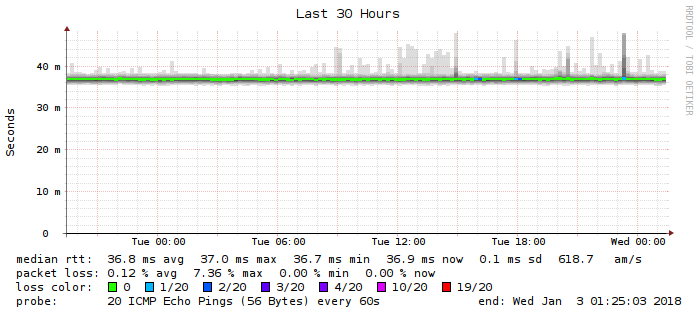 Last 30 Hours
RRDTOOL / TOBI OETIKER
Seconds
40 m
30 m
20 m
10 m
0
Tue 00:00 Tue 06:00 Tue 12:00 Tue 18:00 Wed 00:00
median rtt: 36.8 ms avg 37.0 ms max 36.7 ms min 36.9 ms now 0.1 ms sd 618.7 am/s
packet loss: 0.12 % avg 7.36 % max 0.00 % min 0.00 % now
loss color: 0 1/20 2/20 3/20 4/20 10/20 19/20
probe: 20 ICMP Echo Pings (56 Bytes) every 60s end: Wed Jan 3 01:25:03 2018